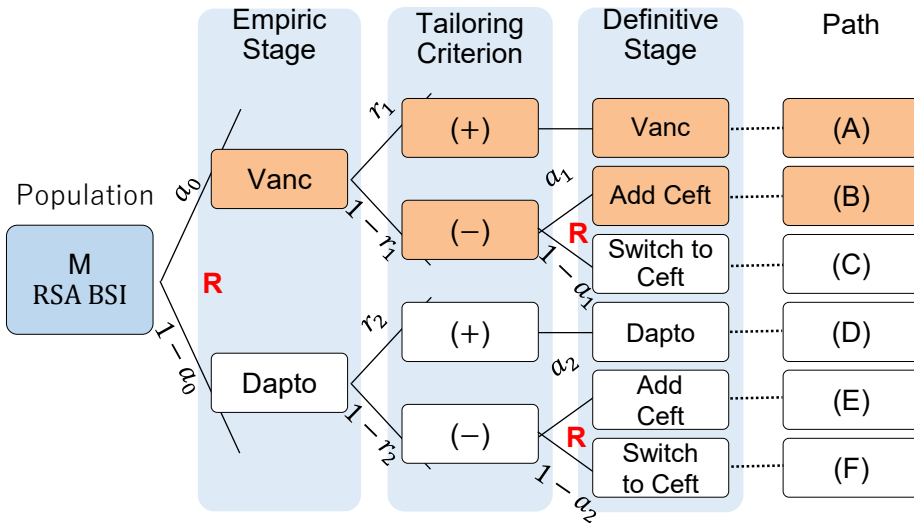 Empiric
Stage
Tailoring
Criterion
Definitive
Stage
Path
Population
M
RSA BSI
R
a₀
1 − a₀
Vanc
r₁
1 − r₁
(+)
Vanc
(A)
(−)
a₁
R
1 − a₁
Add Ceft
(B)
Switch to
Ceft
(C)
Dapto
r₂
1 − r₂
(+)
Dapto
(D)
(−)
a₂
R
1 − a₂
Add
Ceft
(E)
Switch
to Ceft
(F)